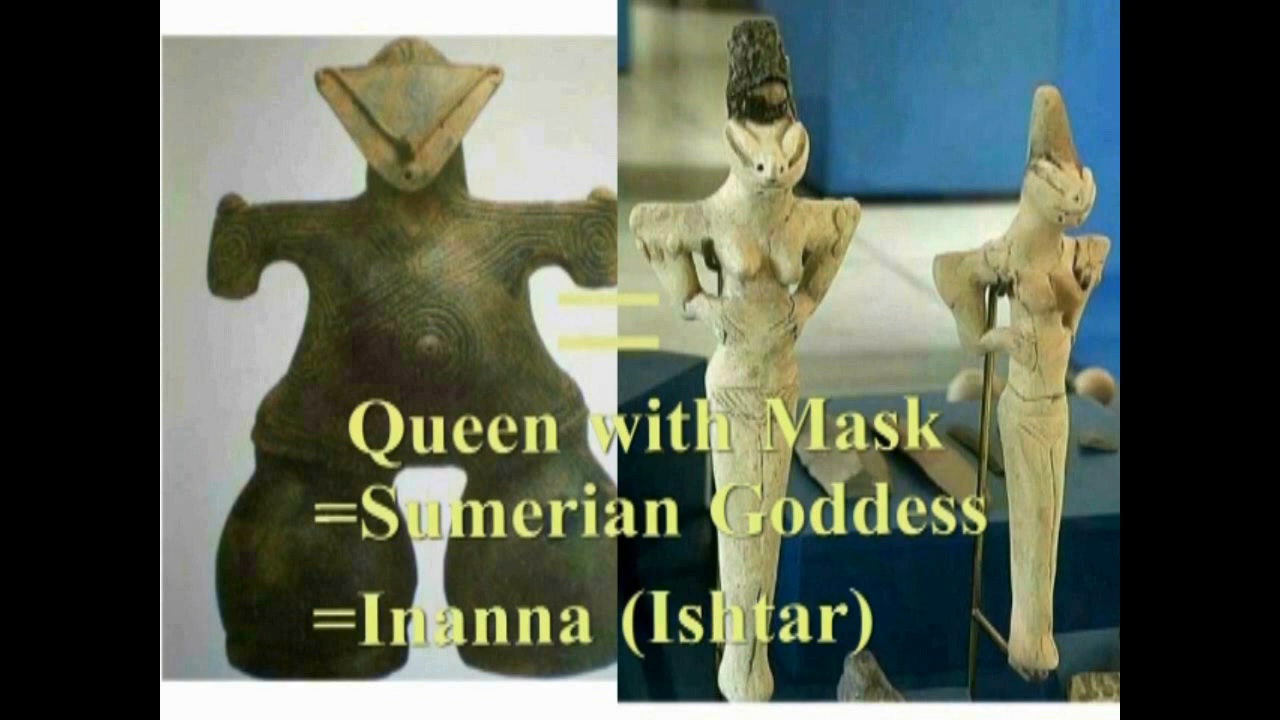 =
Queen with Mask
=Sumerian Goddess
=Inanna (Ishtar)